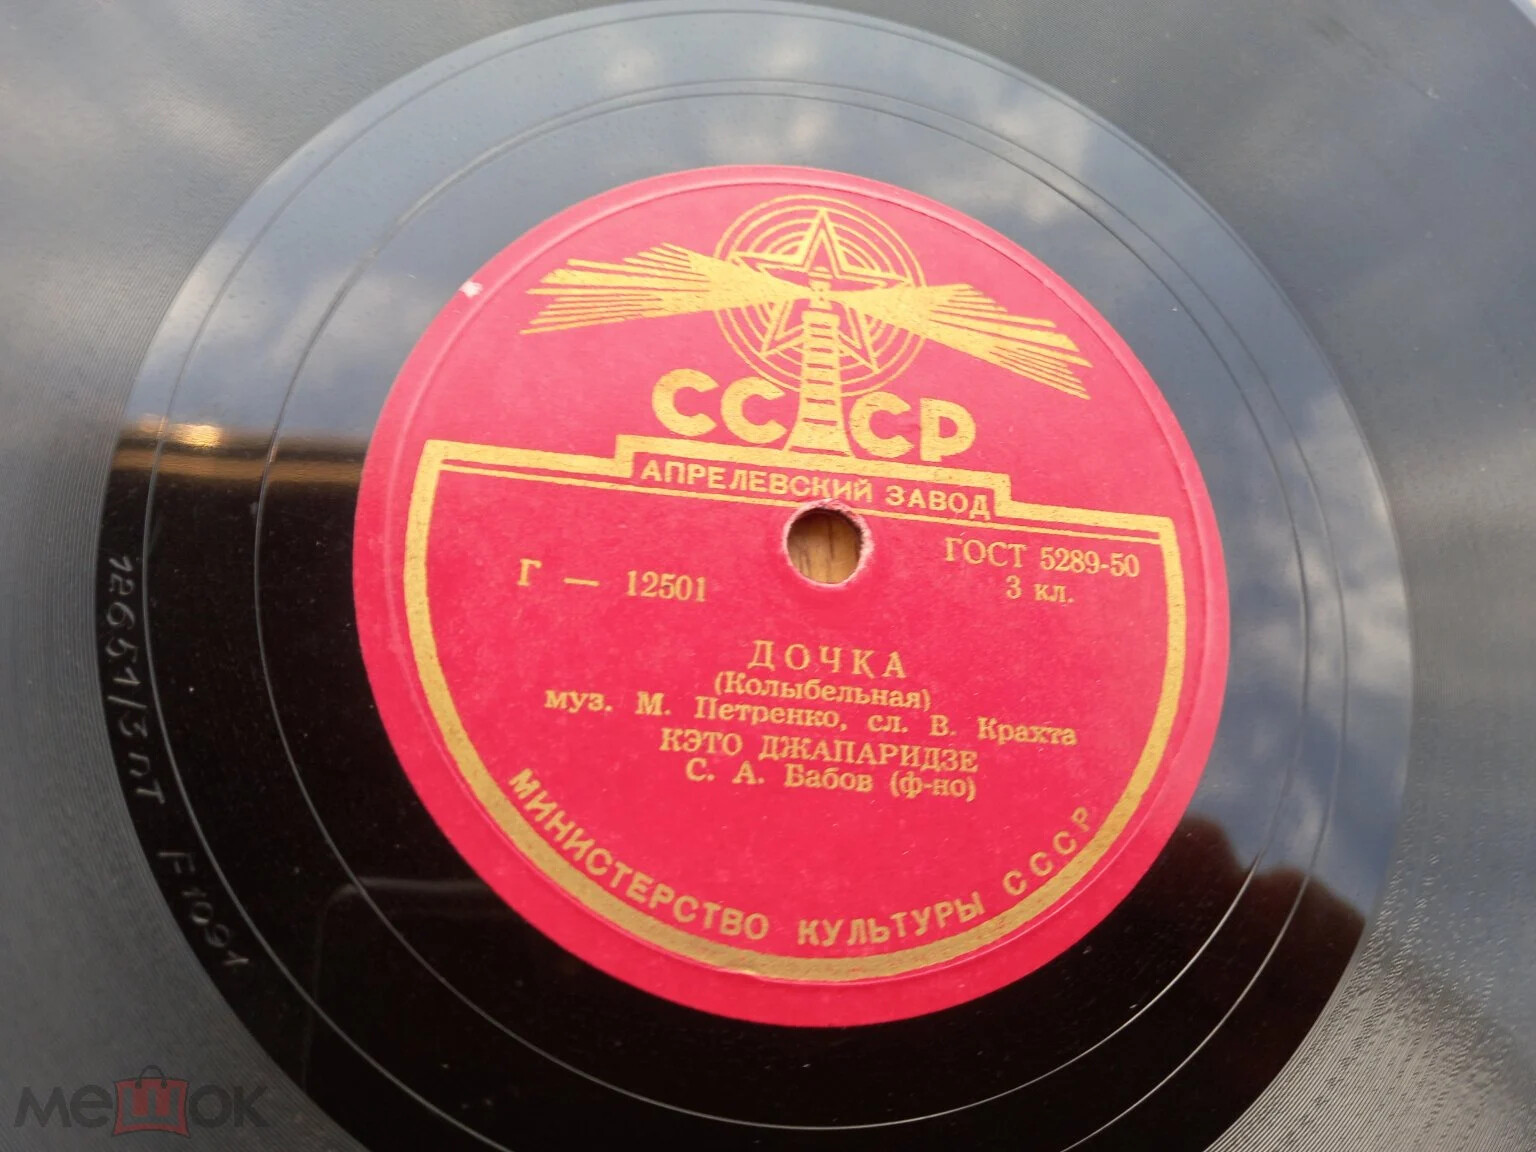 СССР
АПРЕЛЕВСКИЙ ЗАВОД
ГОСТ 5289-50
3 кл.
Г — 12501
ДОЧКА
(Колыбельная)
муз. М. Петренко, сл. В. Крахта
КЭТО ДЖАПАРИДЗЕ
С. А. Бабов (ф-но)
МИНИСТЕРСТВО КУЛЬТУРЫ СССР
12651/3пт F1091
мешок